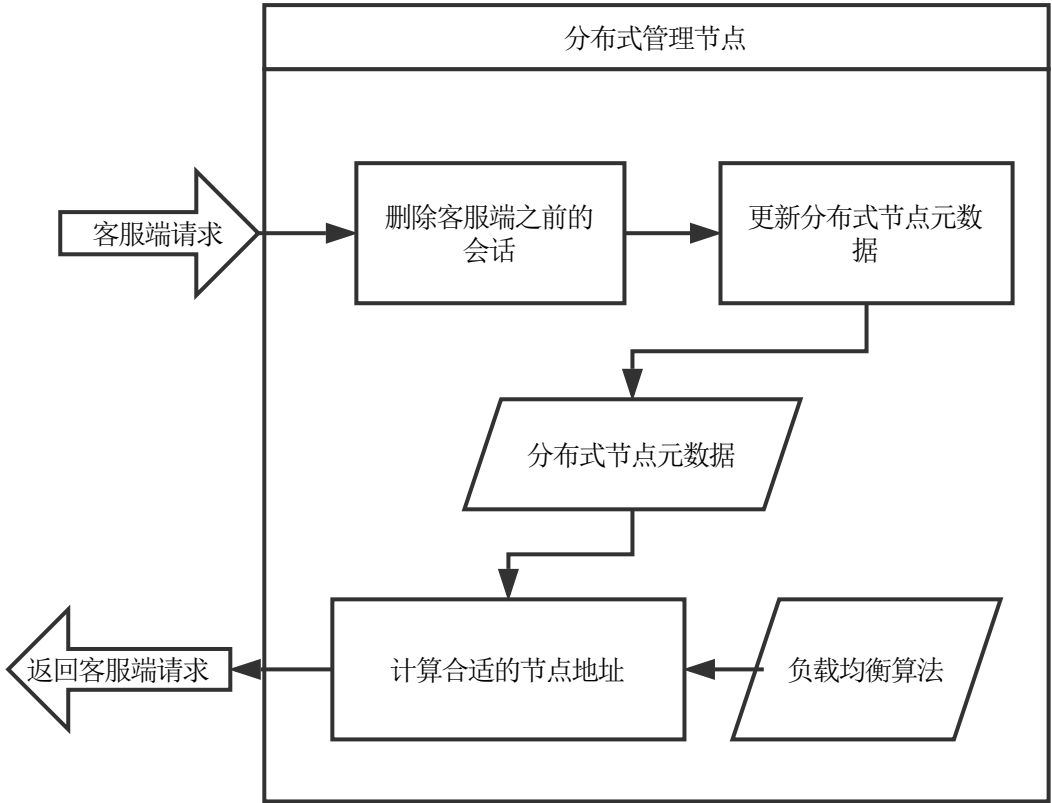 分布式管理节点
客服端请求
删除客服端之前的
会话
更新分布式节点元数
据
分布式节点元数据
返回客服端请求
计算合适的节点地址
负载均衡算法